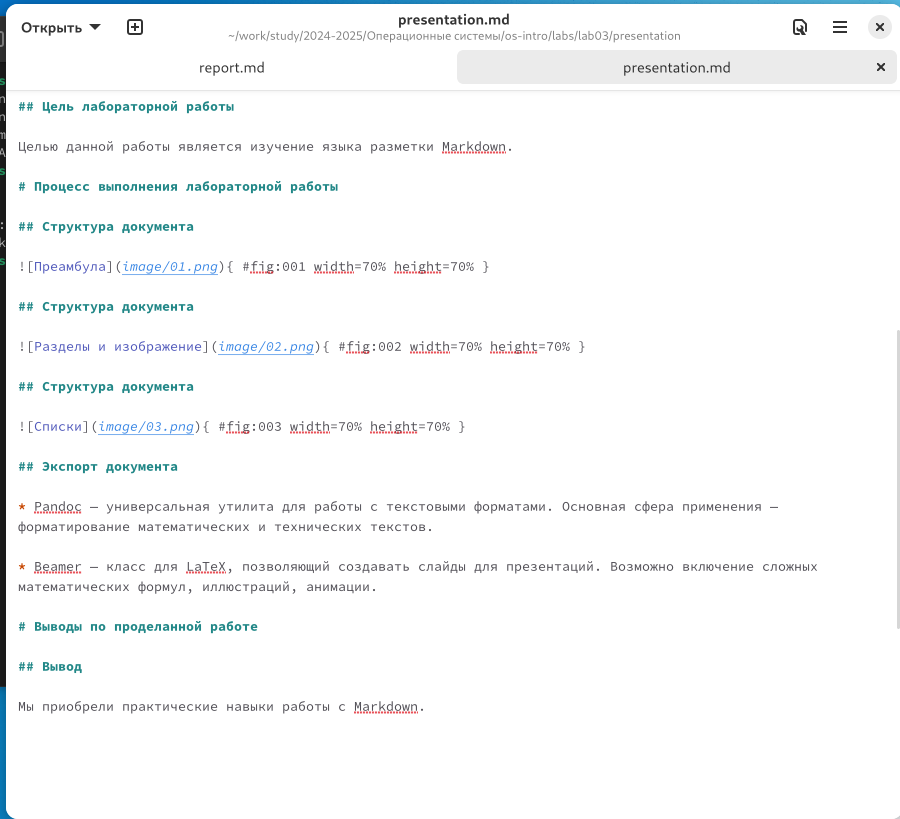 Открыть
presentation.md
~/work/study/2024-2025/Операционные системы/os-intro/labs/lab03/presentation
report.md
presentation.md
## Цель лабораторной работы
Целью данной работы является изучение языка разметки Markdown.
# Процесс выполнения лабораторной работы
## Структура документа
![Преамбула](image/01.png){ #fig:001 width=70% height=70% }
## Структура документа
![Разделы и изображение](image/02.png){ #fig:002 width=70% height=70% }
## Структура документа
![Списки](image/03.png){ #fig:003 width=70% height=70% }
## Экспорт документа
* Pandoc — универсальная утилита для работы с текстовыми форматами. Основная сфера применения —
форматирование математических и технических текстов.
* Beamer — класс для LaTeX, позволяющий создавать слайды для презентаций. Возможно включение сложных
математических формул, иллюстраций, анимации.
# Выводы по проделанной работе
## Вывод
Мы приобрели практические навыки работы с Markdown.